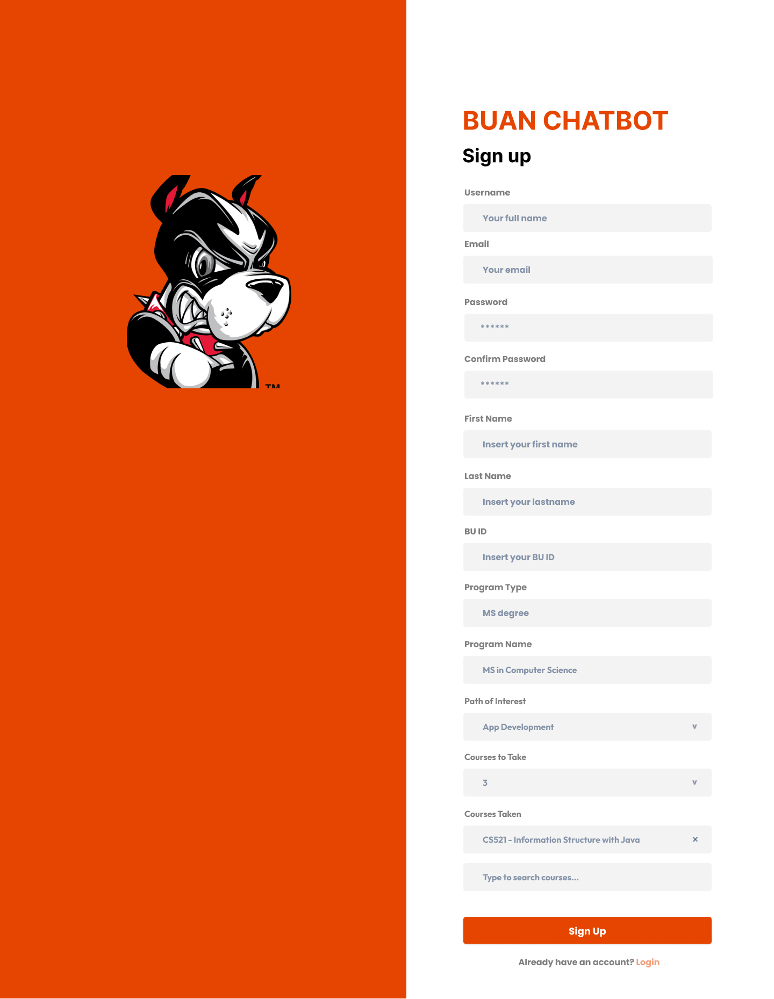 BUAN CHATBOT
Sign up
Username
Your full name
Email
Your email
Password
******
Confirm Password
******
First Name
Insert your first name
Last Name
Insert your lastname
BU ID
Insert your BU ID
Program Type
MS degree
Program Name
MS in Computer Science
Path of Interest
App Development v
Courses to Take
3 v
Courses Taken
CS521 - Information Structure with Java ×
Type to search courses...
Sign Up
Already have an account? Login
TM